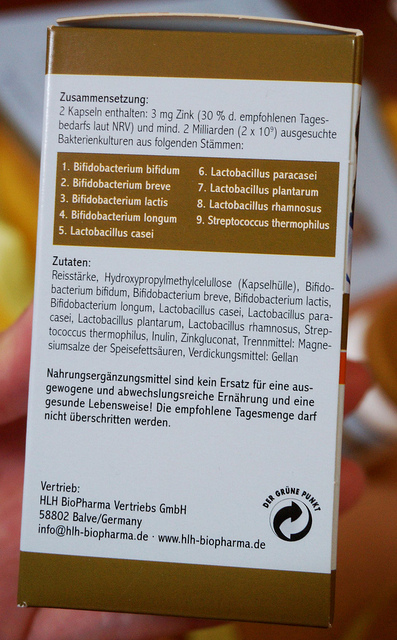 Zusammensetzung:
2 Kapseln enthalten: 3 mg Zink (30 % d. empfohlenen Tages-
bedarfs laut NRV) und mind. 2 Milliarden (2 x 10⁹) ausgesuchte
Bakterienkulturen aus folgenden Stämmen:
1. Bifidobacterium bifidum
2. Bifidobacterium breve
3. Bifidobacterium lactis
4. Bifidobacterium longum
5. Lactobacillus casei
6. Lactobacillus paracasei
7. Lactobacillus plantarum
8. Lactobacillus rhamnosus
9. Streptococcus thermophilus
Zutaten:
Reisstärke, Hydroxypropylmethylcellulose (Kapselhülle), Bifido-
bacterium bifidum, Bifidobacterium breve, Bifidobacterium lactis,
Bifidobacterium longum, Lactobacillus casei, Lactobacillus para-
casei, Lactobacillus plantarum, Lactobacillus rhamnosus, Strep-
tococcus thermophilus, Inulin, Zinkgluconat, Trennmittel: Magne-
siumsalze der Speisefettsäuren, Verdickungsmittel: Gellan
Nahrungsergänzungsmittel sind kein Ersatz für eine aus-
gewogene und abwechslungsreiche Ernährung und eine
gesunde Lebensweise! Die empfohlene Tagesmenge darf
nicht überschritten werden.
Vertrieb:
HLH BioPharma Vertriebs GmbH
58802 Balve/Germany
info@hlh-biopharma.de · www.hlh-biopharma.de
DER GRÜNE PUNKT